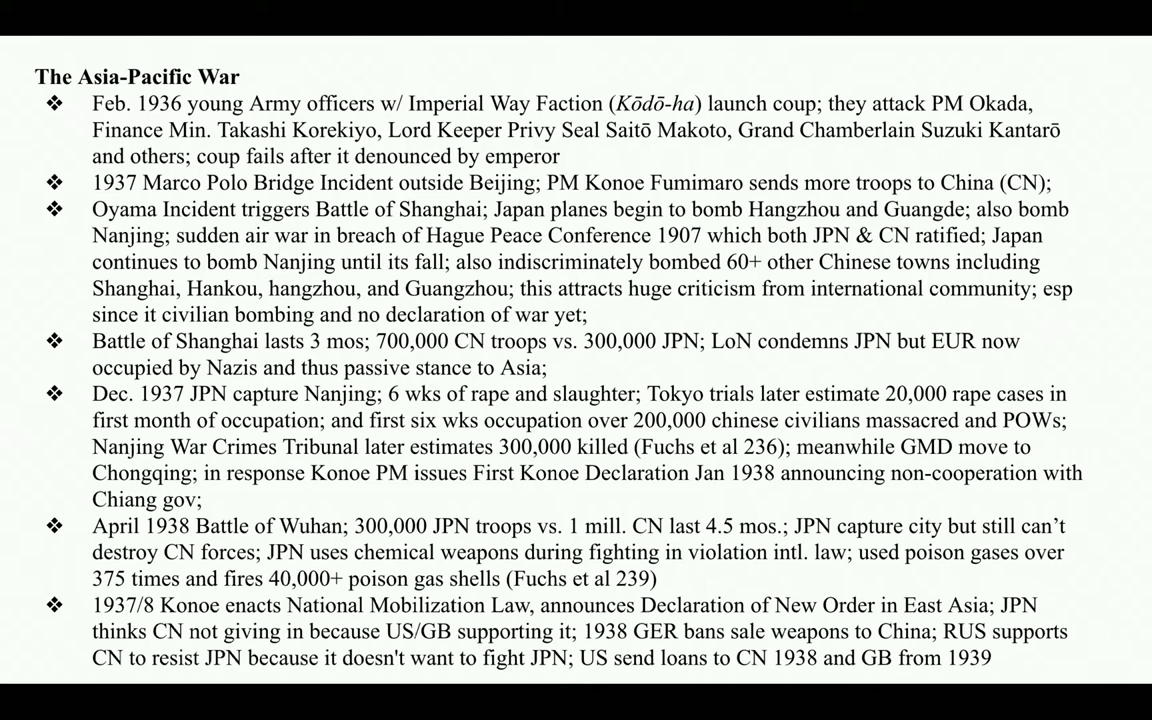 The Asia-Pacific War
❖ Feb. 1936 young Army officers w/ Imperial Way Faction (Kōdō-ha) launch coup; they attack PM Okada,
Finance Min. Takashi Korekiyo, Lord Keeper Privy Seal Saitō Makoto, Grand Chamberlain Suzuki Kantarō
and others; coup fails after it denounced by emperor
❖ 1937 Marco Polo Bridge Incident outside Beijing; PM Konoe Fumimaro sends more troops to China (CN);
❖ Oyama Incident triggers Battle of Shanghai; Japan planes begin to bomb Hangzhou and Guangde; also bomb
Nanjing; sudden air war in breach of Hague Peace Conference 1907 which both JPN & CN ratified; Japan
continues to bomb Nanjing until its fall; also indiscriminately bombed 60+ other Chinese towns including
Shanghai, Hankou, hangzhou, and Guangzhou; this attracts huge criticism from international community; esp
since it civilian bombing and no declaration of war yet;
❖ Battle of Shanghai lasts 3 mos; 700,000 CN troops vs. 300,000 JPN; LoN condemns JPN but EUR now
occupied by Nazis and thus passive stance to Asia;
❖ Dec. 1937 JPN capture Nanjing; 6 wks of rape and slaughter; Tokyo trials later estimate 20,000 rape cases in
first month of occupation; and first six wks occupation over 200,000 chinese civilians massacred and POWs;
Nanjing War Crimes Tribunal later estimates 300,000 killed (Fuchs et al 236); meanwhile GMD move to
Chongqing; in response Konoe PM issues First Konoe Declaration Jan 1938 announcing non-cooperation with
Chiang gov;
❖ April 1938 Battle of Wuhan; 300,000 JPN troops vs. 1 mill. CN last 4.5 mos.; JPN capture city but still can’t
destroy CN forces; JPN uses chemical weapons during fighting in violation intl. law; used poison gases over
375 times and fires 40,000+ poison gas shells (Fuchs et al 239)
❖ 1937/8 Konoe enacts National Mobilization Law, announces Declaration of New Order in East Asia; JPN
thinks CN not giving in because US/GB supporting it; 1938 GER bans sale weapons to China; RUS supports
CN to resist JPN because it doesn't want to fight JPN; US send loans to CN 1938 and GB from 1939